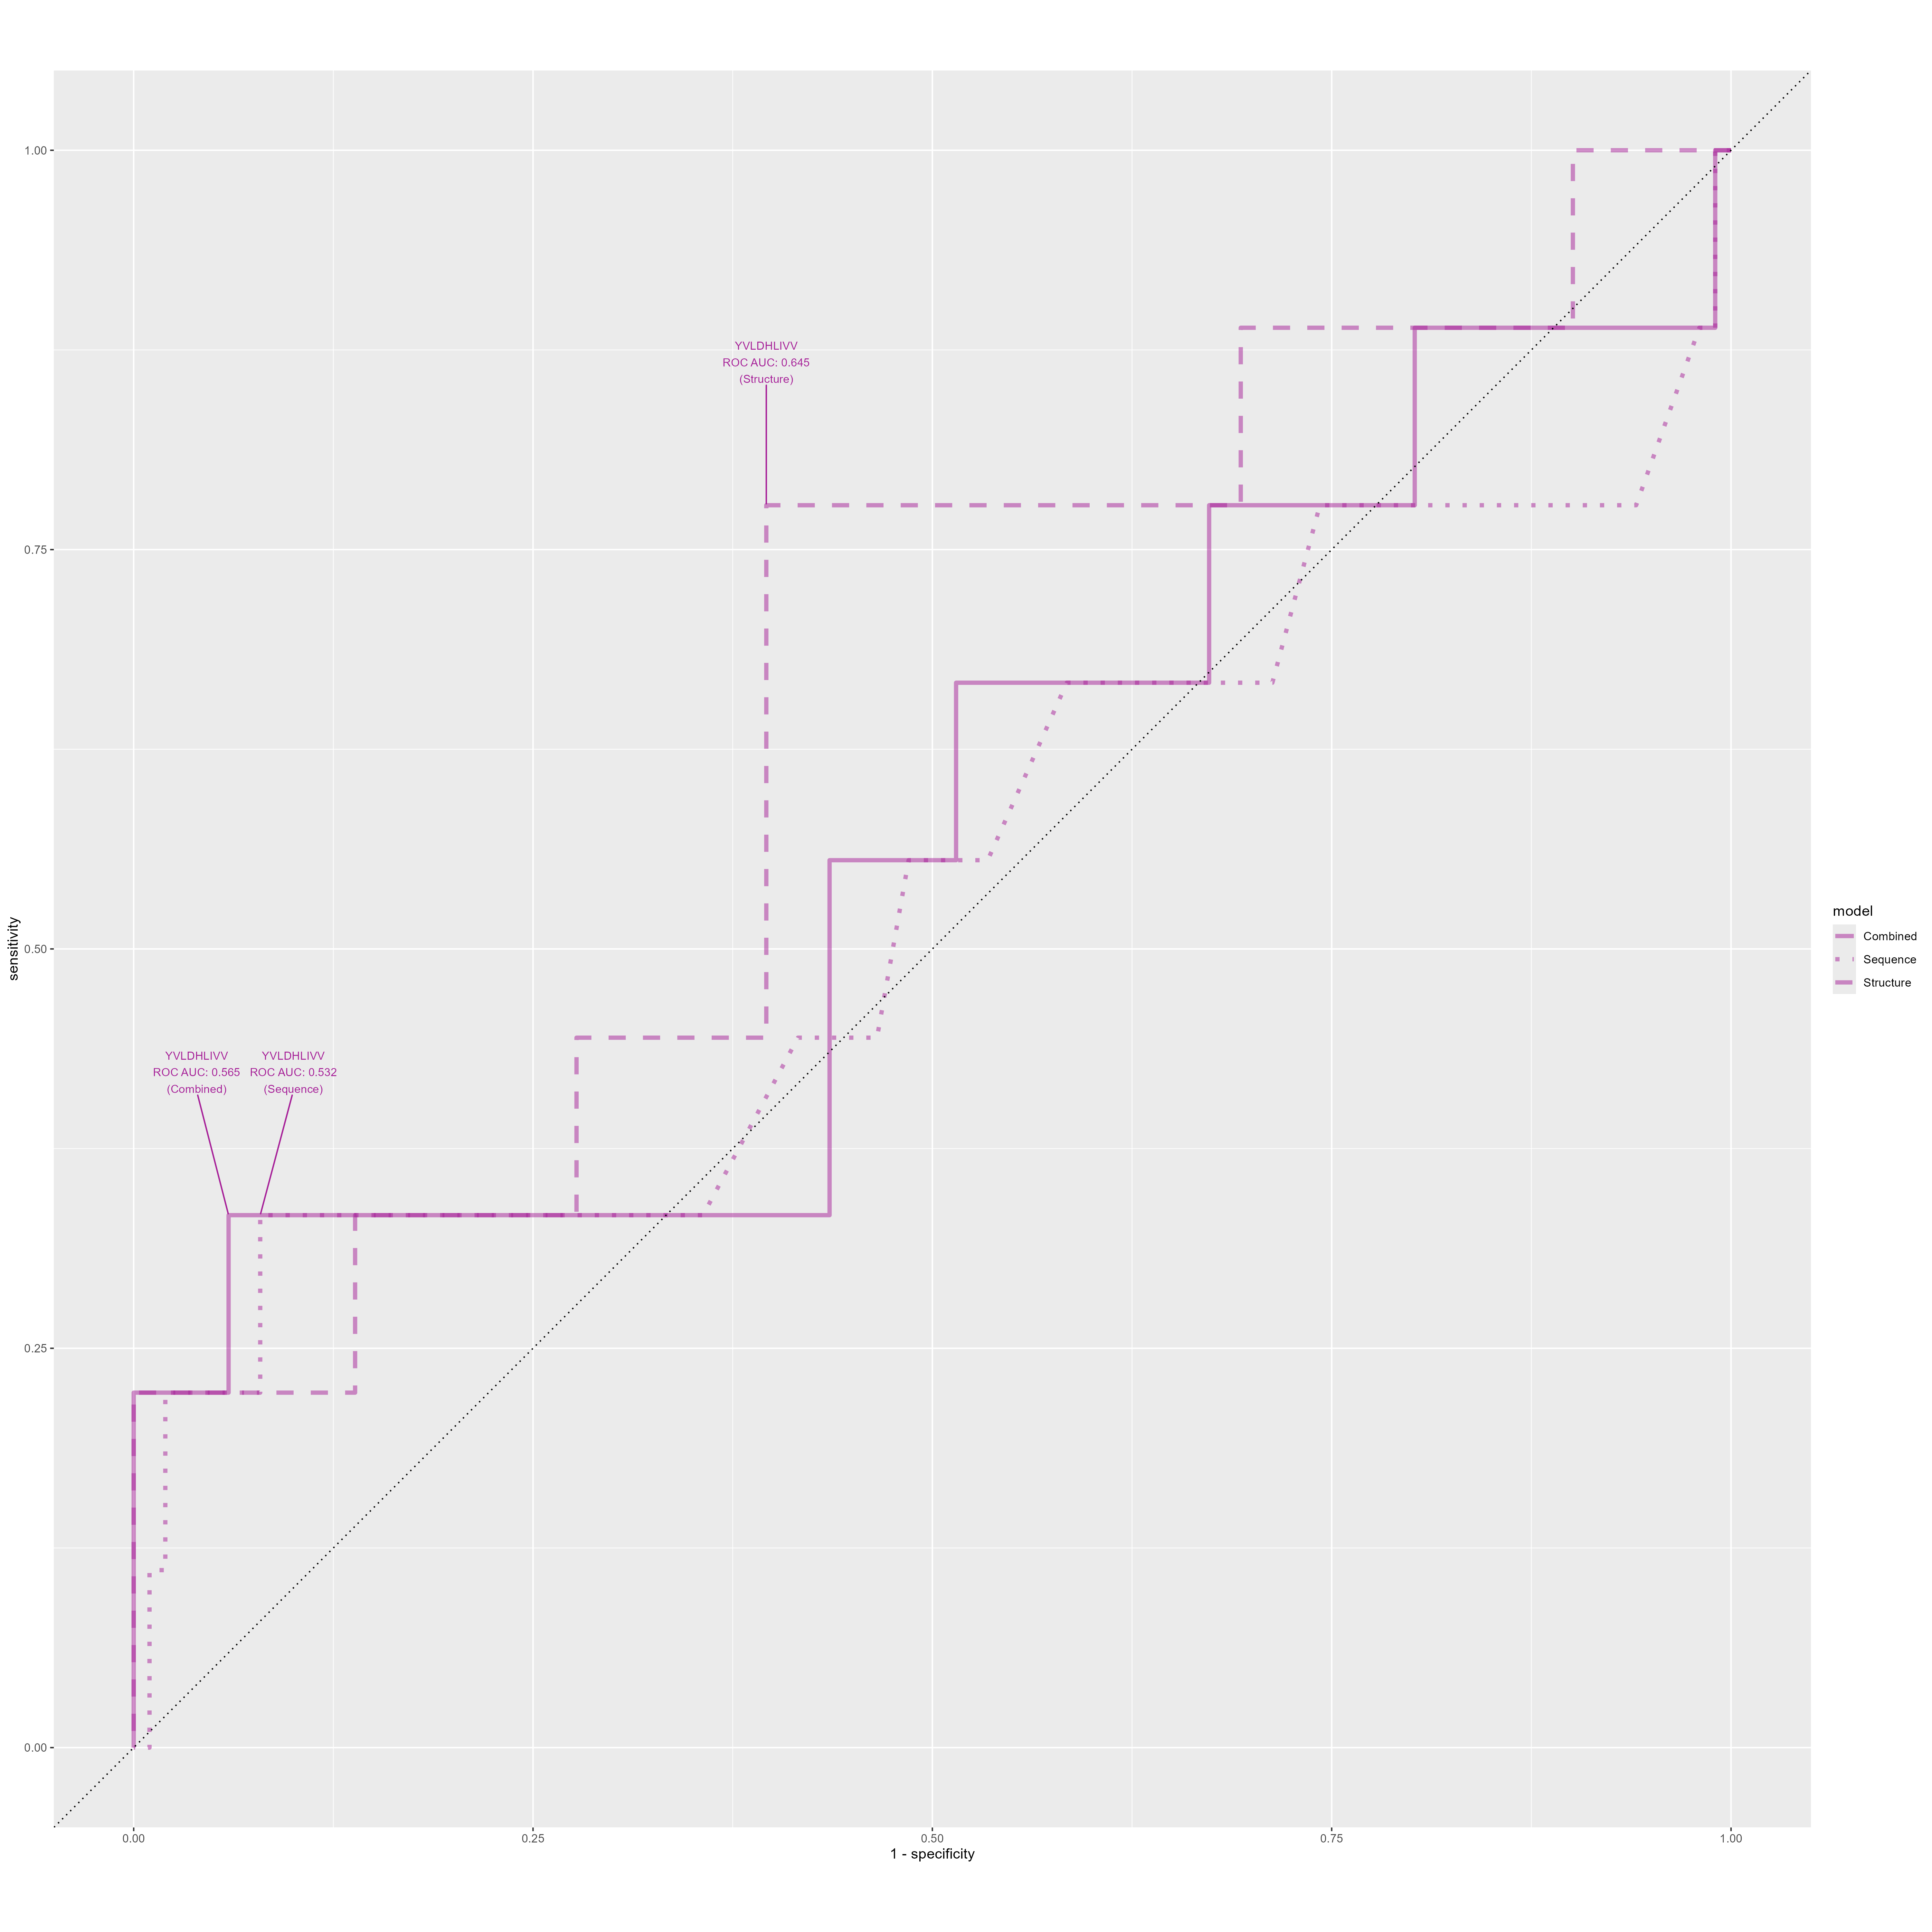 1.00
0.75
0.50
0.25
0.00
sensitivity
YVLDHLIVV
ROC AUC: 0.645
(Structure)
YVLDHLIVV
ROC AUC: 0.565
(Combined)
YVLDHLIVV
ROC AUC: 0.532
(Sequence)
model
Combined
Sequence
Structure
0.00 0.25 0.50 0.75 1.00
1 - specificity